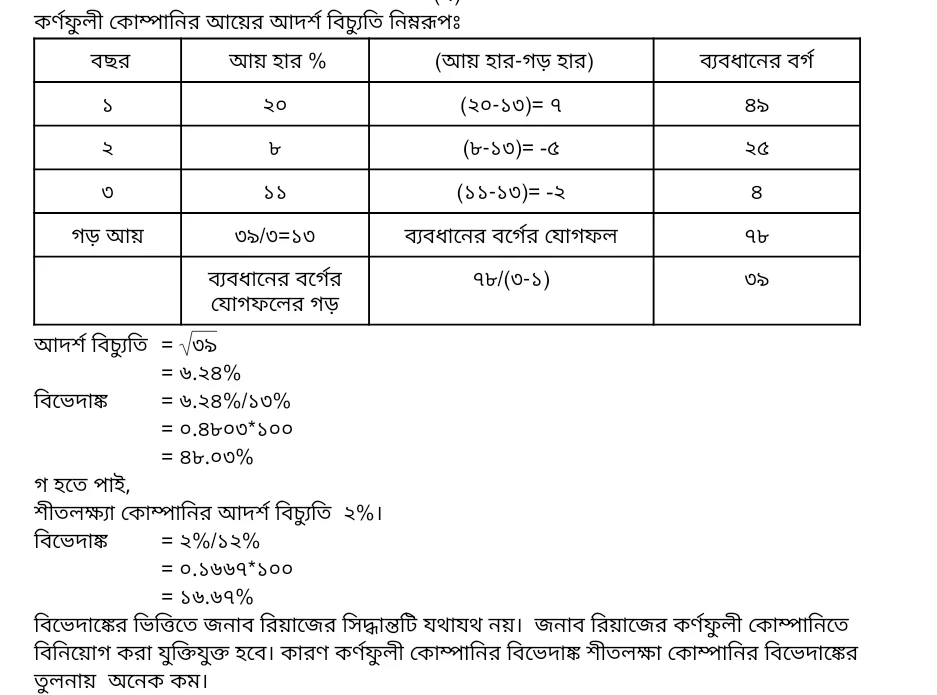 কর্ণফুলী কোম্পানির আয়ের আদর্শ বিচ্যুতি নিম্নরূপঃ
বছর আয় হার % (আয় হার-গড় হার) ব্যবধানের বর্গ
১ ২০ (২০-১৩)= ৭ ৪৯
২ ৮ (৮-১৩)= -৫ ২৫
৩ ১১ (১১-১৩)= -২ ৪
গড় আয় ৩৯/৩=১৩ ব্যবধানের বর্গের যোগফল ৭৮
ব্যবধানের বর্গের ৭৮/(৩-১) ৩৯
যোগফলের গড়
আদর্শ বিচ্যুতি = √৩৯
= ৬.২৪%
বিভেদাঙ্ক = ৬.২৪%/১৩%
= ০.৪৮০৩*১০০
= ৪৮.০৩%
গ হতে পাই,
শীতলক্ষ্যা কোম্পানির আদর্শ বিচ্যুতি ২%।
বিভেদাঙ্ক = ২%/১২%
= ০.১৬৬৭*১০০
= ১৬.৬৭%
বিভেদাঙ্কের ভিত্তিতে জনাব রিয়াজের সিদ্ধান্তটি যথাযথ নয়। জনাব রিয়াজের কর্ণফুলী কোম্পানিতে
বিনিয়োগ করা যুক্তিযুক্ত হবে। কারণ কর্ণফুলী কোম্পানির বিভেদাঙ্ক শীতলক্ষা কোম্পানির বিভেদাঙ্কের
তুলনায় অনেক কম।